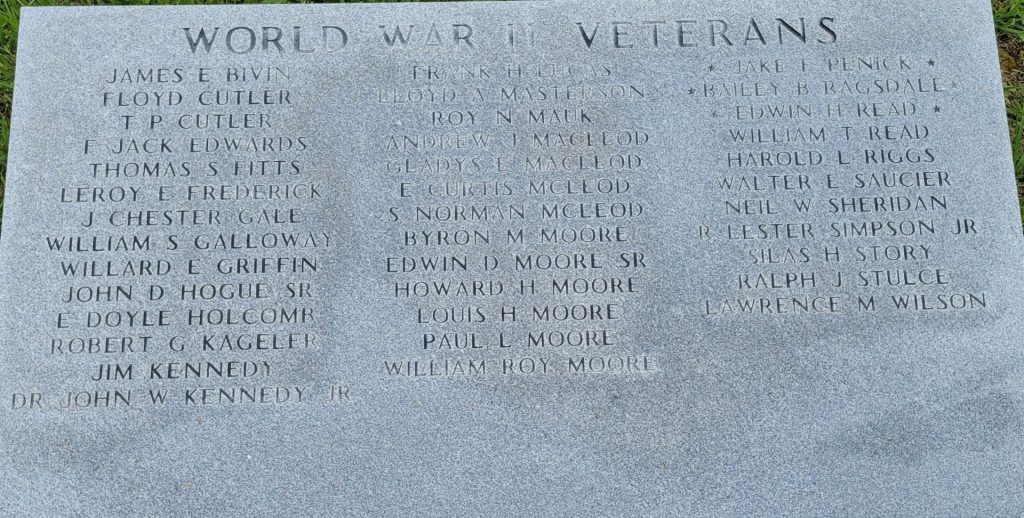 WORLD WAR II VETERANS
JAMES E BIVIN
FLOYD CUTLER
T P CUTLER
F JACK EDWARDS
THOMAS S FITTS
LEROY E FREDERICK
J CHESTER GALE
WILLIAM S GALLOWAY
WILLARD E GRIFFIN
JOHN D HOGUE SR
E DOYLE HOLCOMB
ROBERT G KAGELER
JIM KENNEDY
DR JOHN W KENNEDY JR
FRANK H LUCAS
LLOYD A MASTERSON
ROY N MAUK
ANDREW J MACLEOD
GLADYS E MACLEOD
E CURTIS MCLEOD
S NORMAN MCLEOD
BYRON M MOORE
EDWIN D MOORE SR
HOWARD H MOORE
LOUIS H MOORE
PAUL L MOORE
WILLIAM ROY MOORE
* JAKE F PENICK *
* BAILEY B RAGSDALE *
* EDWIN H READ *
WILLIAM T READ
HAROLD L RIGGS
WALTER E SAUCIER
NEIL W SHERIDAN
R LESTER SIMPSON JR
SILAS H STORY
RALPH J STULCE
LAWRENCE M WILSON